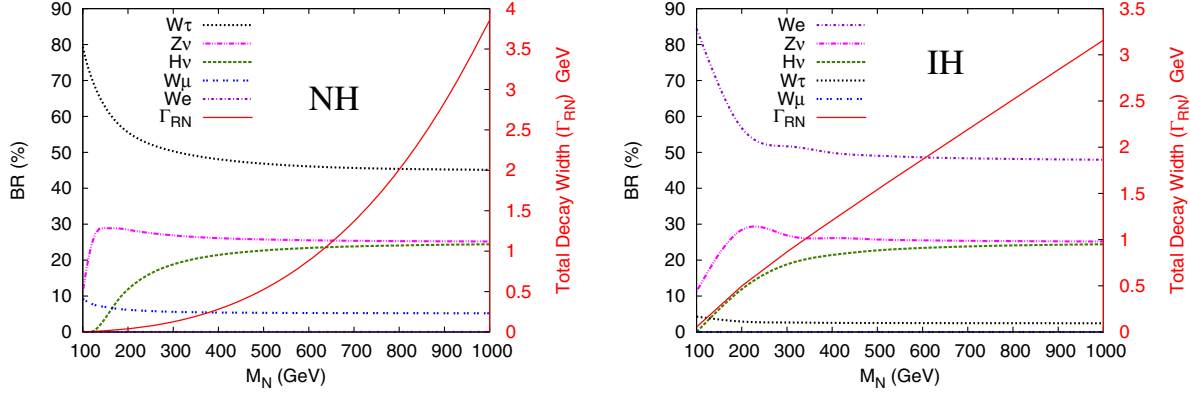 Wτ
Zν
Hν
Wμ
We
Γ_RN
NH
90
80
70
60
50
40
30
20
10
0
BR (%)
100 200 300 400 500 600 700 800 900 1000
M_N (GeV)
4
3.5
3
2.5
2
1.5
1
0.5
0
Total Decay Width (Γ_RN) GeV
We
Zν
Hν
Wτ
Wμ
Γ_RN
IH
90
80
70
60
50
40
30
20
10
0
BR (%)
100 200 300 400 500 600 700 800 900 1000
M_N (GeV)
3.5
3
2.5
2
1.5
1
0.5
0
Total Decay Width (Γ_RN) GeV